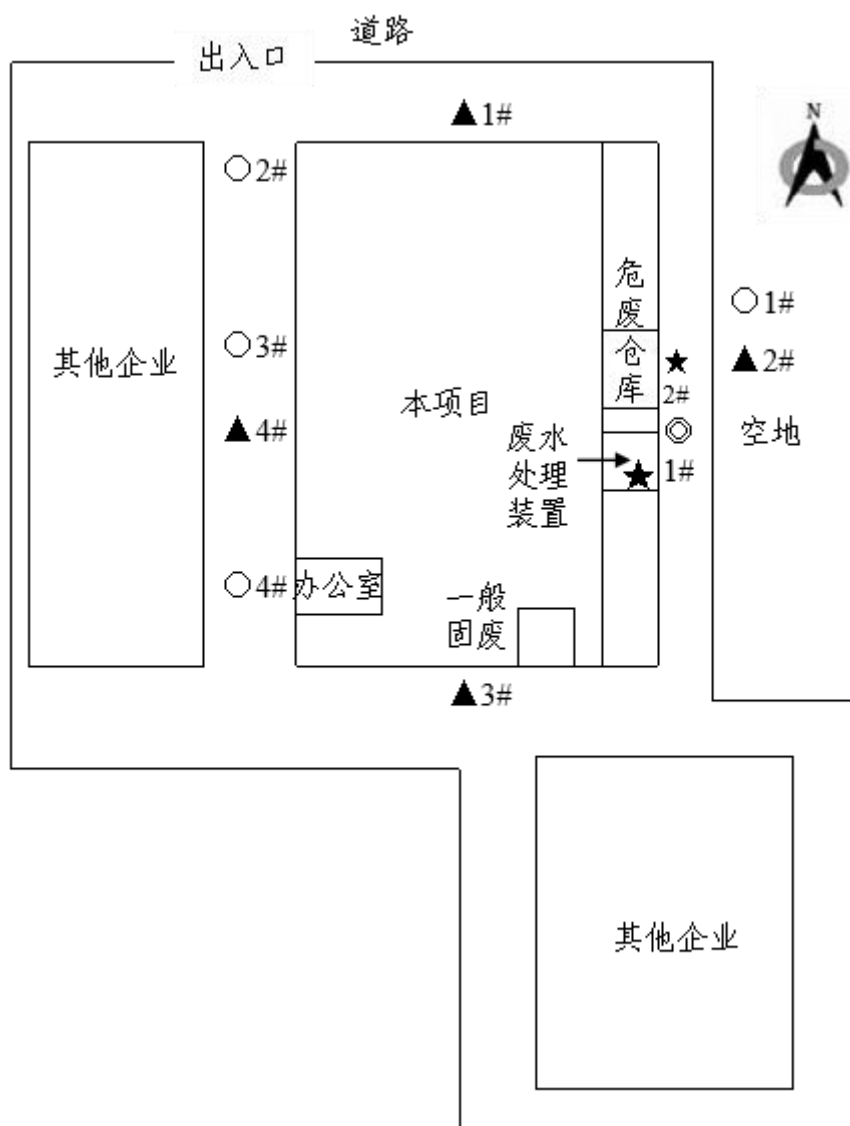 道路
出入口
▲1#
N
○2#
危
废
仓
库
○1#
○3#
★
2#
▲2#
其他企业
本项目
▲4#
◎
空地
废水
处理
装置
★1#
○4#
办公室
一般
固废
▲3#
其他企业